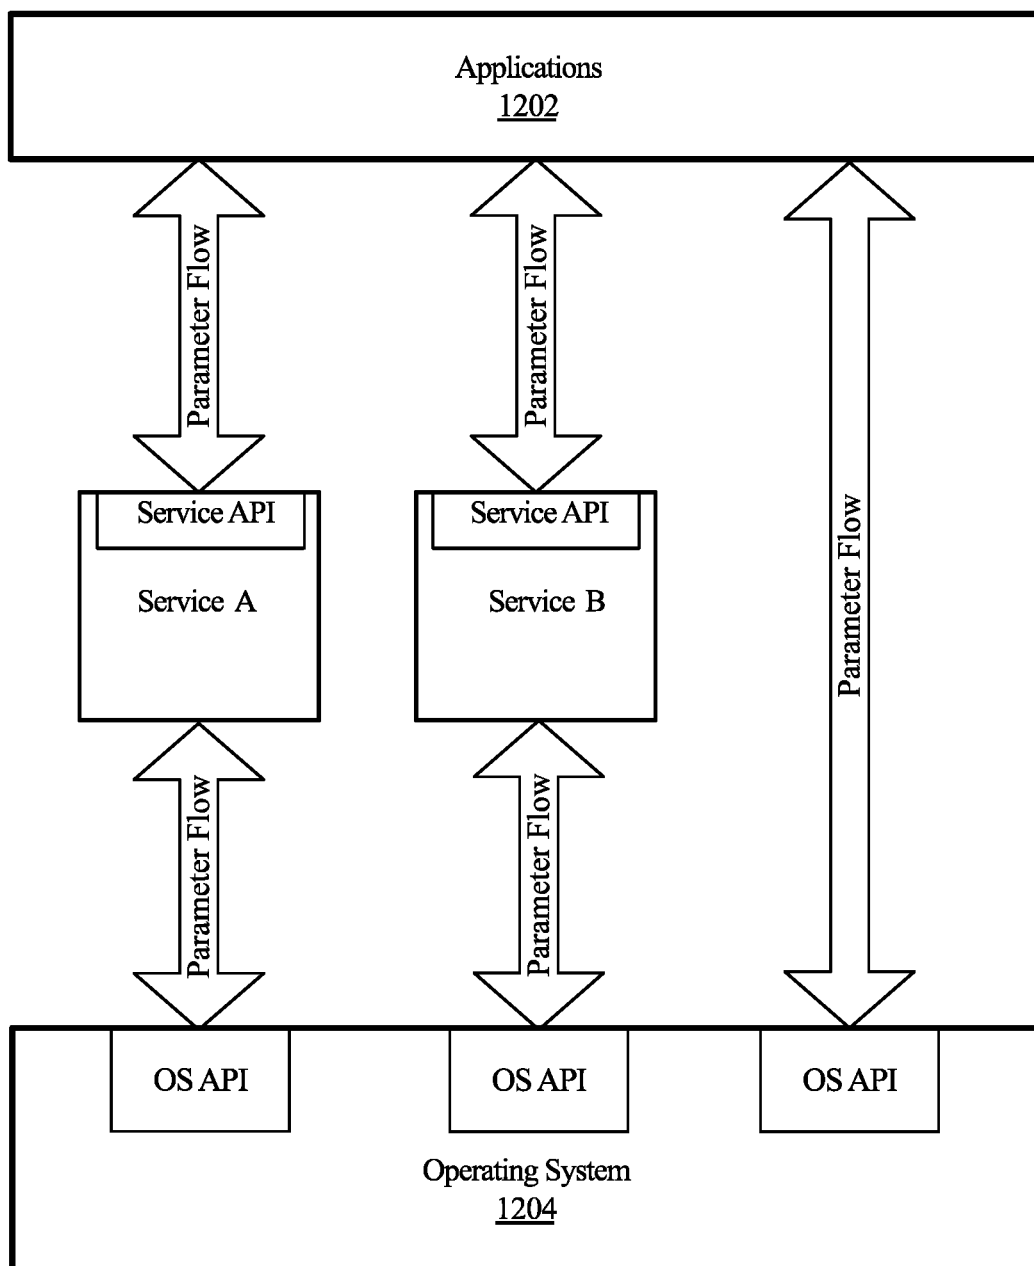 Applications
1202
Parameter Flow
Parameter Flow
Parameter Flow
Service API
Service A
Service API
Service B
Parameter Flow
Parameter Flow
OS API
OS API
OS API
Operating System
1204